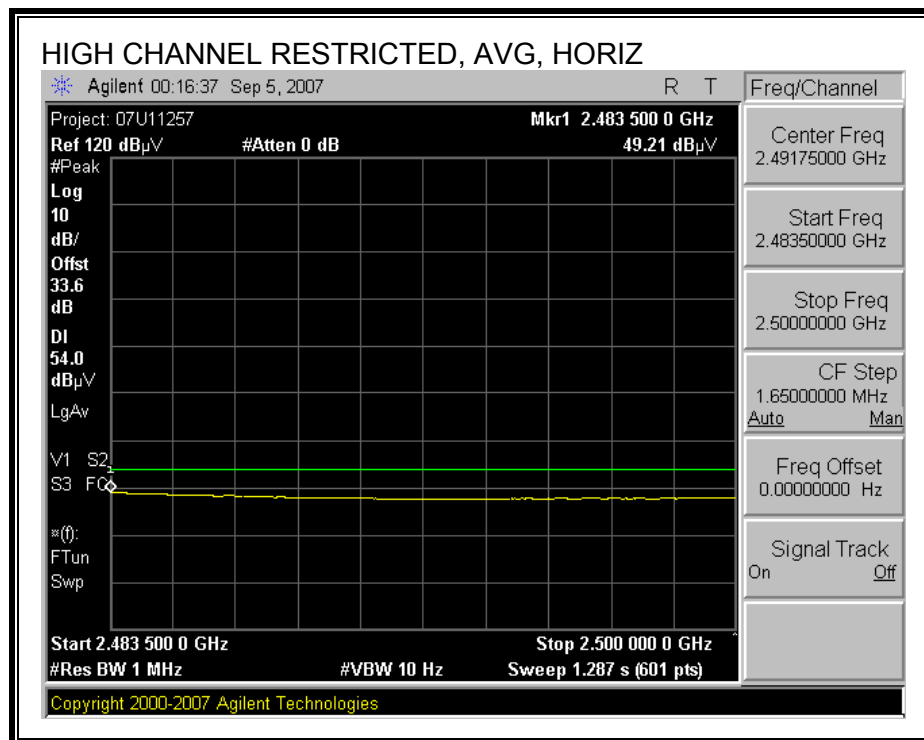 HIGH CHANNEL RESTRICTED, AVG, HORIZ
Agilent 00:16:37 Sep 5, 2007 R T
Freq/Channel
Project: 07U11257 Mkr1 2.483 500 0 GHz
Ref 120 dBµV #Atten 0 dB 49.21 dBµV
#Peak
Log
10
dB/
Offst
33.6
dB
DI
54.0
dBµV
LgAv
V1 S2
S3 FC
¤(f):
FTun
Swp
1
Start 2.483 500 0 GHz Stop 2.500 000 0 GHz
#Res BW 1 MHz #VBW 10 Hz Sweep 1.287 s (601 pts)
Copyright 2000-2007 Agilent Technologies
Center Freq
2.49175000 GHz
Start Freq
2.48350000 GHz
Stop Freq
2.50000000 GHz
CF Step
1.65000000 MHz
Auto Man
Freq Offset
0.00000000 Hz
Signal Track
On Off